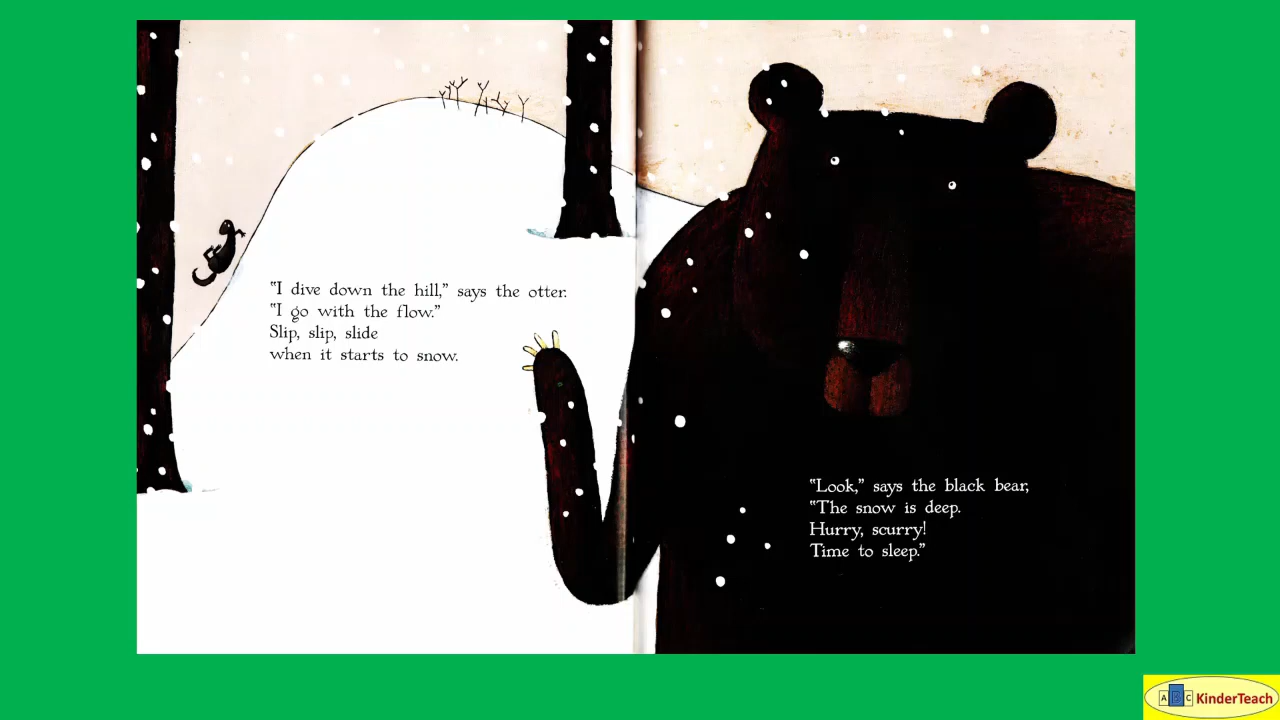 "I dive down the hill," says the otter.
"I go with the flow."
Slip, slip, slide
when it starts to snow.
"Look," says the black bear,
"The snow is deep.
Hurry, scurry!
Time to sleep."
ABC KinderTeach